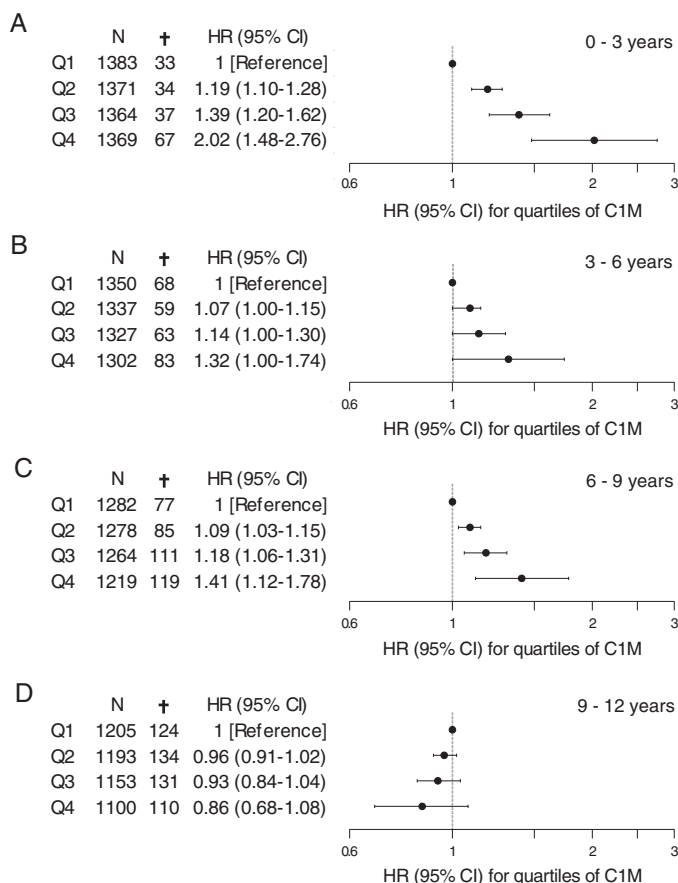 A
N ✝ HR (95% CI) 0 - 3 years
Q1 1383 33 1 [Reference]
Q2 1371 34 1.19 (1.10-1.28)
Q3 1364 37 1.39 (1.20-1.62)
Q4 1369 67 2.02 (1.48-2.76)
0.6 1 2 3
HR (95% CI) for quartiles of C1M
B
N ✝ HR (95% CI) 3 - 6 years
Q1 1350 68 1 [Reference]
Q2 1337 59 1.07 (1.00-1.15)
Q3 1327 63 1.14 (1.00-1.30)
Q4 1302 83 1.32 (1.00-1.74)
0.6 1 2 3
HR (95% CI) for quartiles of C1M
C
N ✝ HR (95% CI) 6 - 9 years
Q1 1282 77 1 [Reference]
Q2 1278 85 1.09 (1.03-1.15)
Q3 1264 111 1.18 (1.06-1.31)
Q4 1219 119 1.41 (1.12-1.78)
0.6 1 2 3
HR (95% CI) for quartiles of C1M
D
N ✝ HR (95% CI) 9 - 12 years
Q1 1205 124 1 [Reference]
Q2 1193 134 0.96 (0.91-1.02)
Q3 1153 131 0.93 (0.84-1.04)
Q4 1100 110 0.86 (0.68-1.08)
0.6 1 2 3
HR (95% CI) for quartiles of C1M